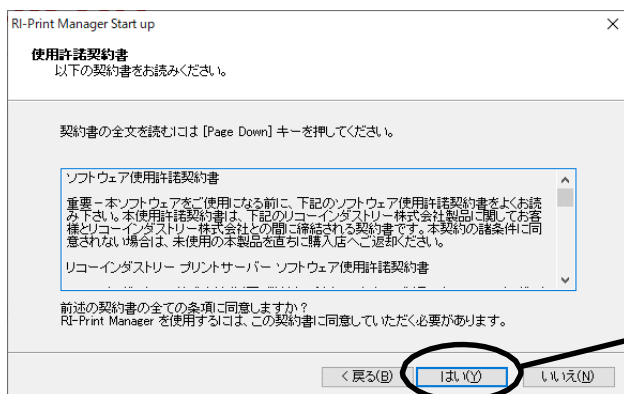 RI-Print Manager Start up
使用許諾契約書
以下の契約書をお読みください。
契約書の全文を読むには [Page Down] キーを押してください。
ソフトウェア使用許諾契約書
重要－本ソフトウェアをご使用になる前に、下記のソフトウェア使用許諾契約書をよくお読
み下さい。本使用許諾契約書は、下記のリコーインダストリー株式会社製品に関してお客
様とリコーインダストリー株式会社との間に締結される契約書です。本契約の諸条件に同
意されない場合は、未使用の本製品を直ちに購入店へご返却ください。
リコーインダストリー プリントサーバー ソフトウェア使用許諾契約書
前述の契約書の全ての条項に同意しますか？
RI-Print Manager を使用するには、この契約書に同意していただく必要があります。
< 戻る(B)
はい(Y)
いいえ(N)